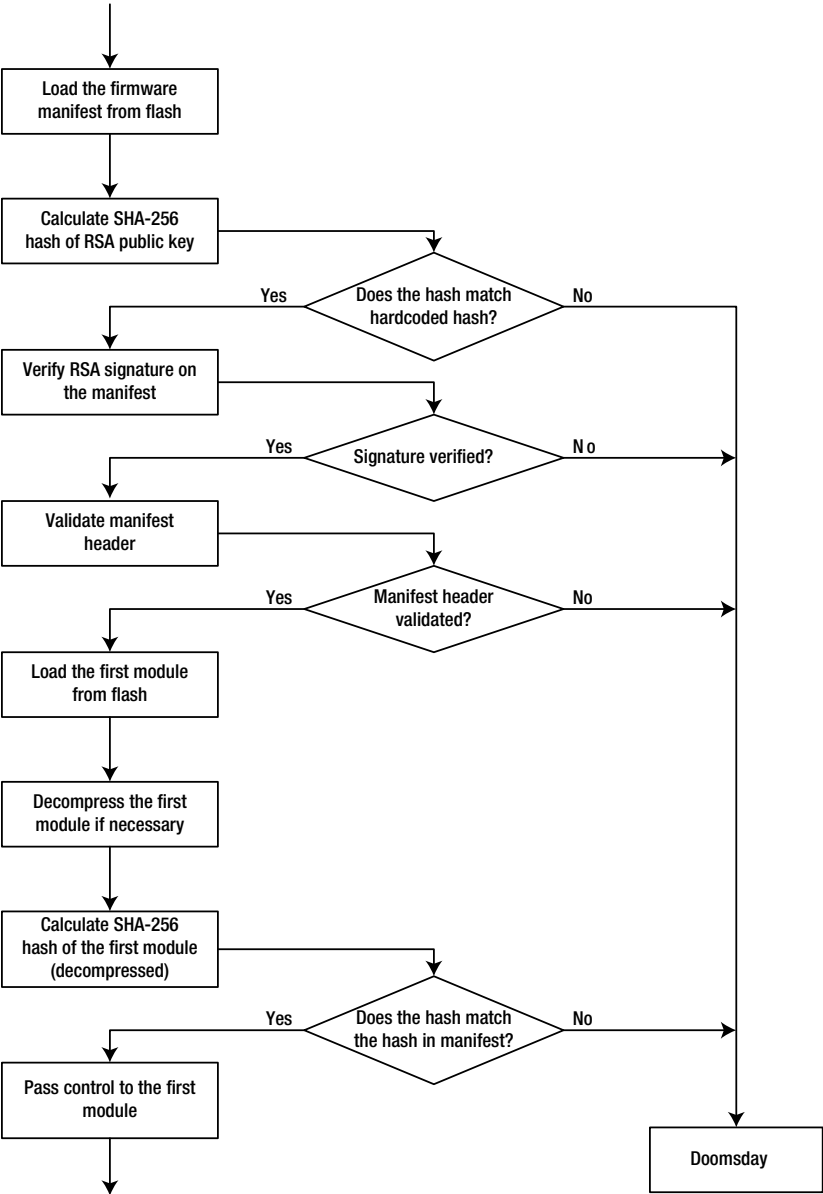 Load the firmware
manifest from flash
Calculate SHA-256
hash of RSA public key
Yes
Does the hash match
hardcoded hash?
No
Verify RSA signature on
the manifest
Yes
Signature verified?
No
Validate manifest
header
Yes
Manifest header
validated?
No
Load the first module
from flash
Decompress the first
module if necessary
Calculate SHA-256
hash of the first module
(decompressed)
Yes
Does the hash match
the hash in manifest?
No
Pass control to the first
module
Doomsday